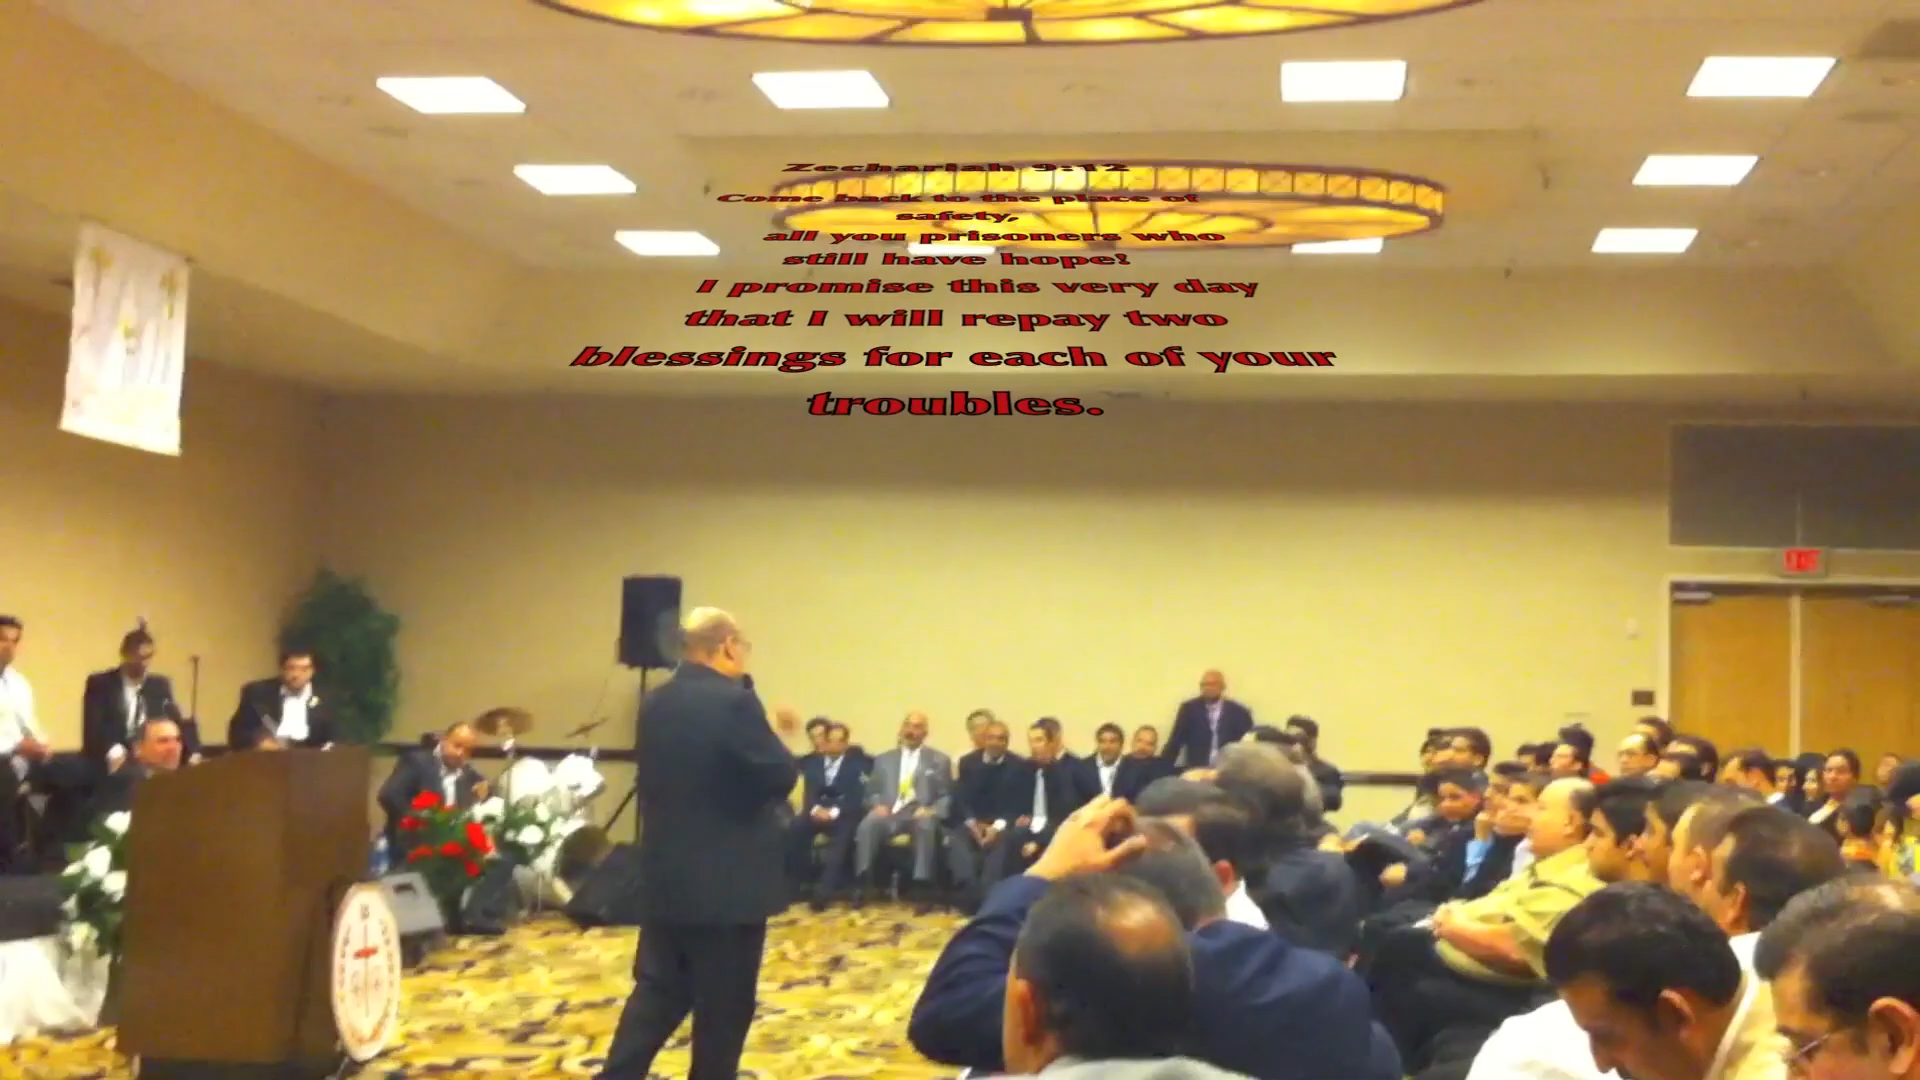 Zechariah 9:12
Come back to the place of
safety,
all you prisoners who
still have hope!
I promise this very day
that I will repay two
blessings for each of your
troubles.